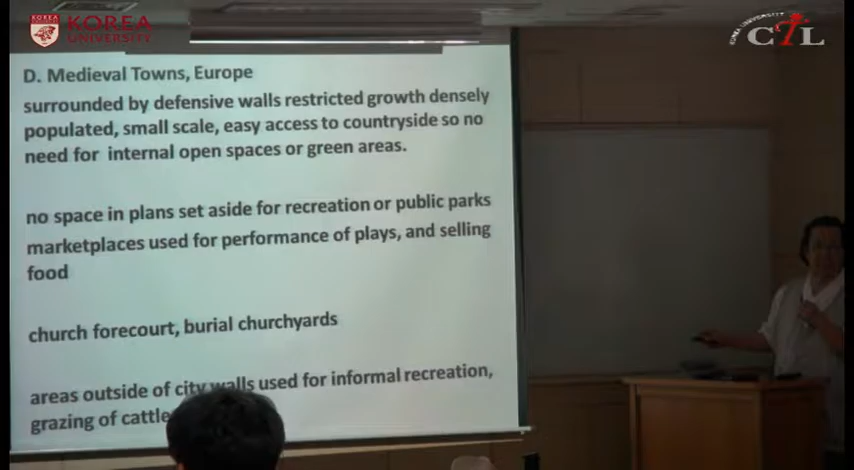 KOREA
UNIVERSITY
KOREA UNIVERSITY
CTL
D. Medieval Towns, Europe
surrounded by defensive walls restricted growth densely
populated, small scale, easy access to countryside so no
need for internal open spaces or green areas.
no space in plans set aside for recreation or public parks
marketplaces used for performance of plays, and selling
food
church forecourt, burial churchyards
areas outside of city walls used for informal recreation,
grazing of cattle